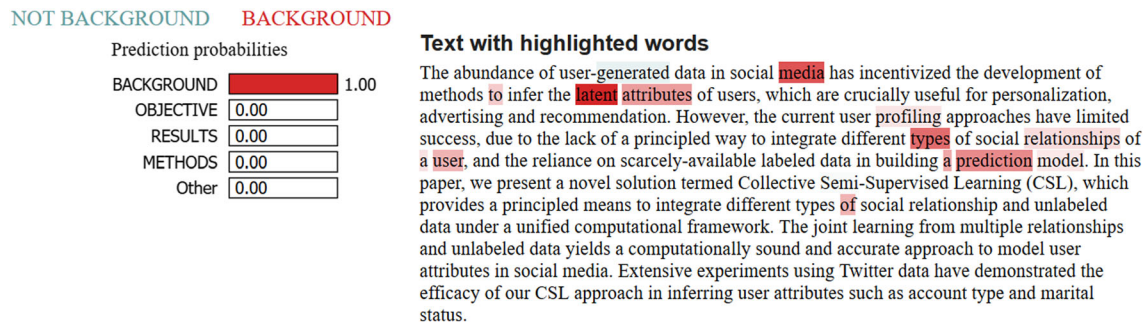 NOT BACKGROUND BACKGROUND
Prediction probabilities
BACKGROUND 1.00
OBJECTIVE 0.00
RESULTS 0.00
METHODS 0.00
Other 0.00
Text with highlighted words
The abundance of user-generated data in social media has incentivized the development of
methods to infer the latent attributes of users, which are crucially useful for personalization,
advertising and recommendation. However, the current user profiling approaches have limited
success, due to the lack of a principled way to integrate different types of social relationships of
a user, and the reliance on scarcely-available labeled data in building a prediction model. In this
paper, we present a novel solution termed Collective Semi-Supervised Learning (CSL), which
provides a principled means to integrate different types of social relationship and unlabeled
data under a unified computational framework. The joint learning from multiple relationships
and unlabeled data yields a computationally sound and accurate approach to model user
attributes in social media. Extensive experiments using Twitter data have demonstrated the
efficacy of our CSL approach in inferring user attributes such as account type and marital
status.